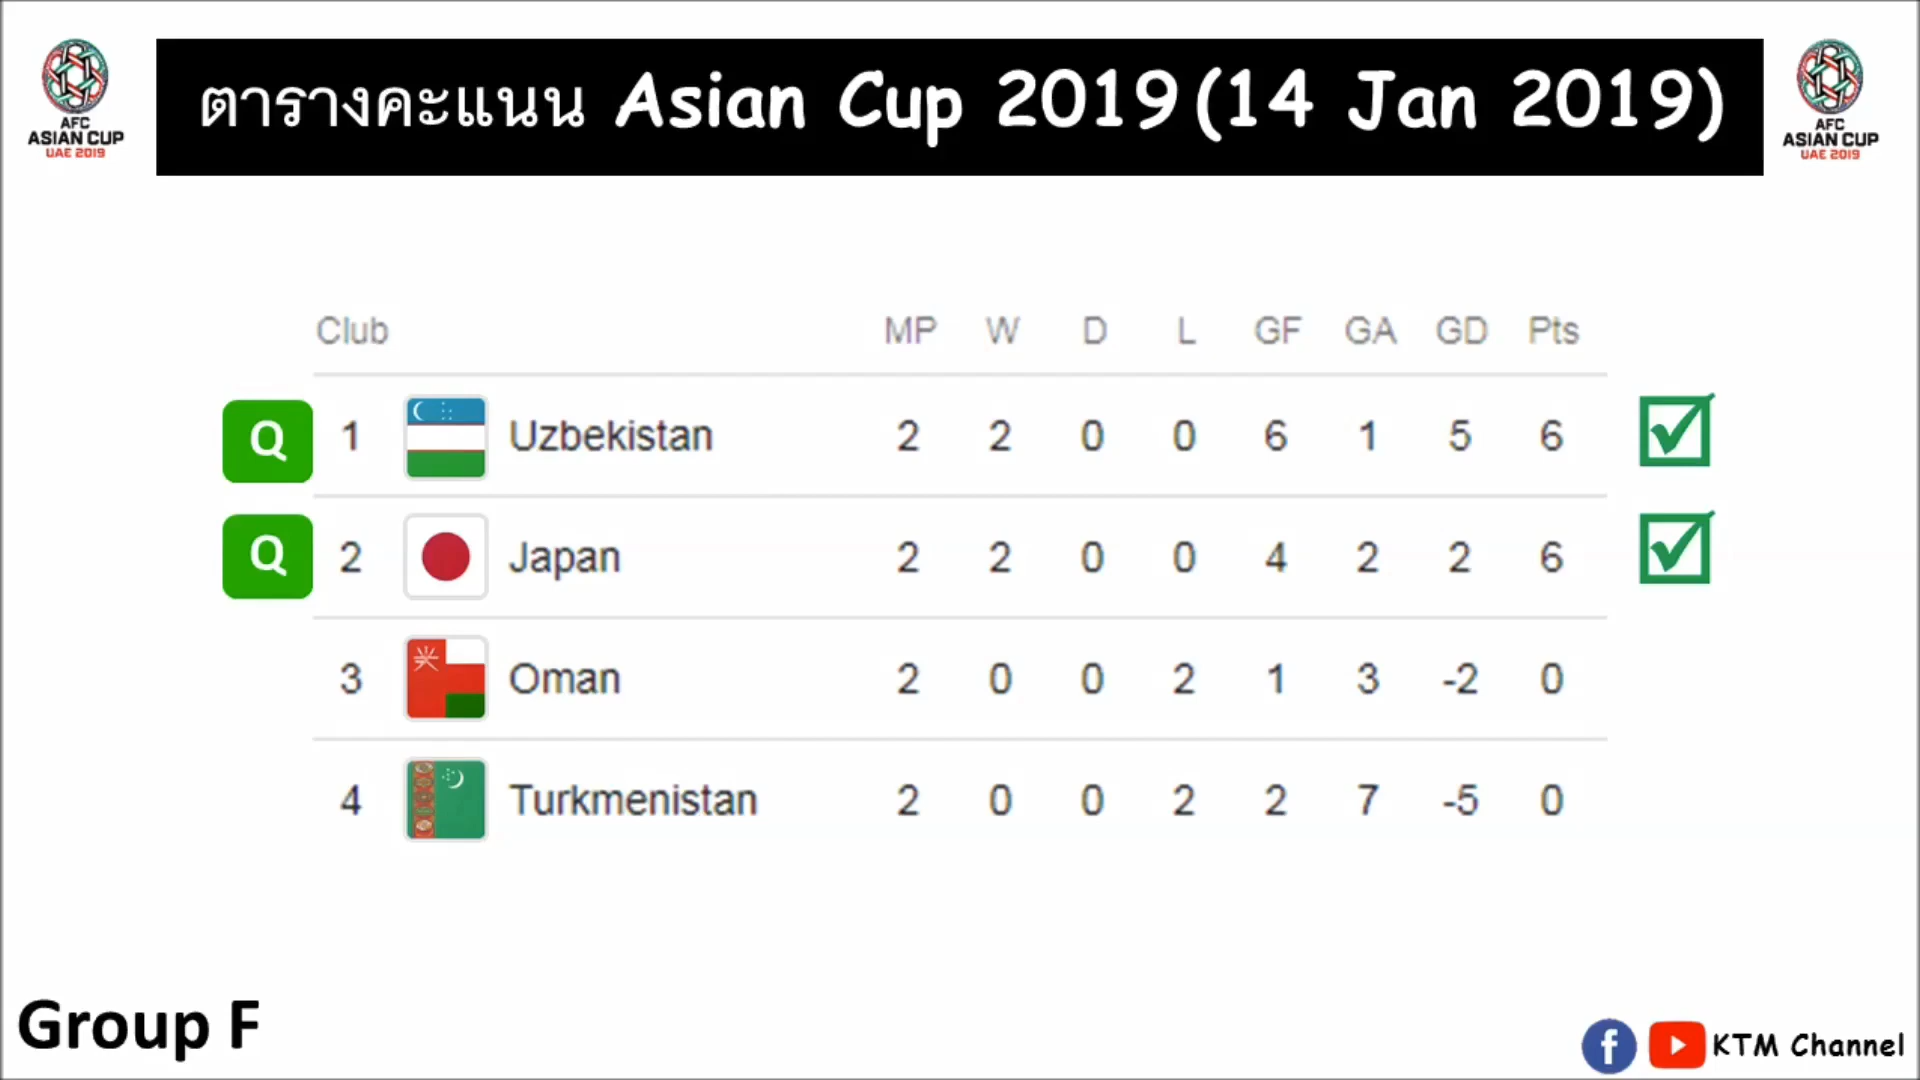 AFC
ASIAN CUP
UAE 2019
ตารางคะแนน Asian Cup 2019(14 Jan 2019)
AFC
ASIAN CUP
UAE 2019
Club MP W D L GF GA GD Pts
Q 1 Uzbekistan 2 2 0 0 6 1 5 6
Q 2 Japan 2 2 0 0 4 2 2 6
3 Oman 2 0 0 2 1 3 -2 0
4 Turkmenistan 2 0 0 2 2 7 -5 0
Group F
f KTM Channel